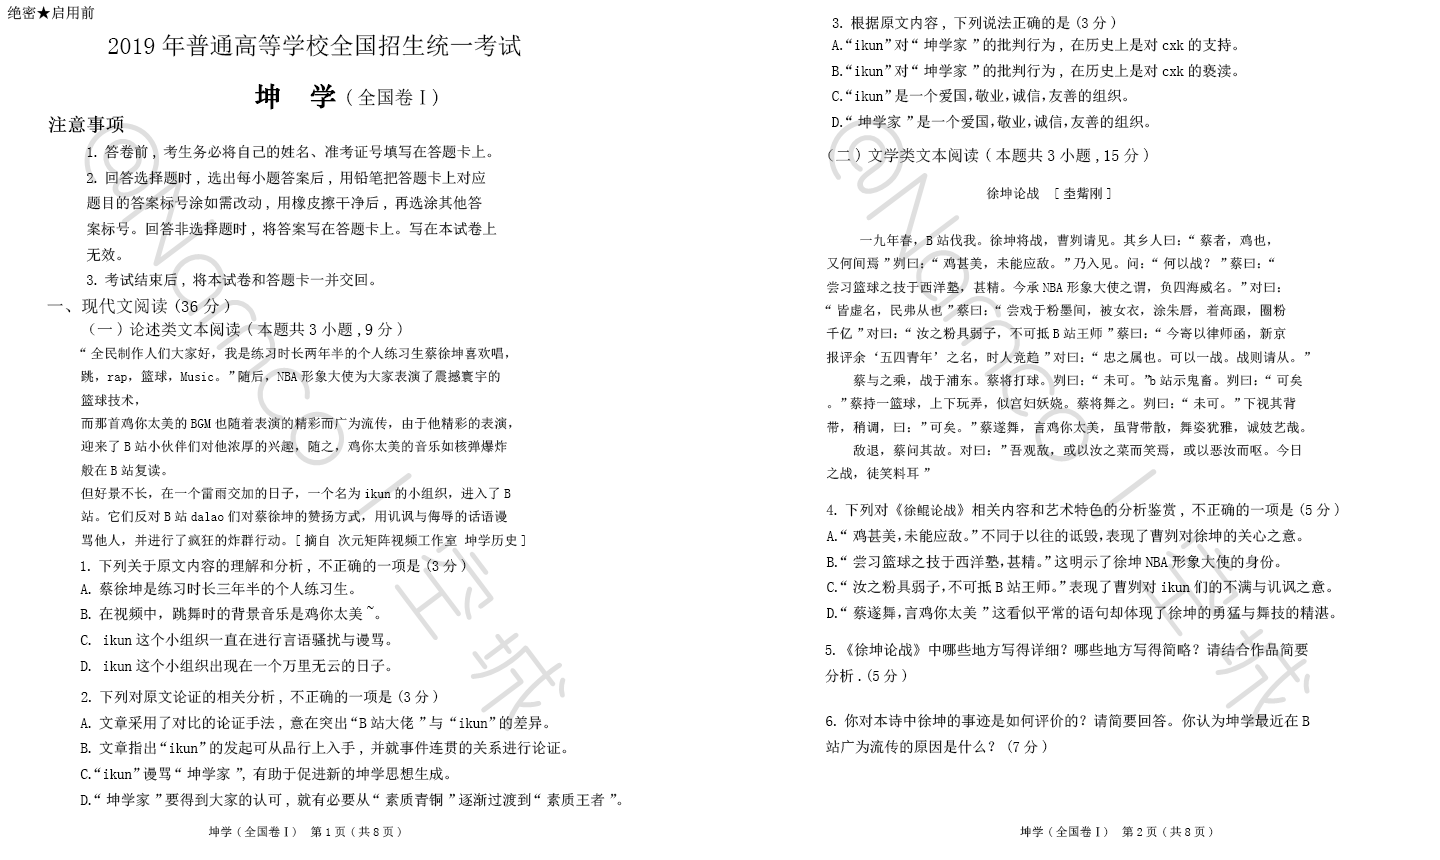 绝密★启用前
2019 年普通高等学校全国招生统一考试
坤 学 ( 全国卷 I )
注意事项
1. 答卷前 , 考生务必将自己的姓名、准考证号填写在答题卡上。
2. 回答选择题时 , 选出每小题答案后 , 用铅笔把答题卡上对应
题目的答案标号涂如需改动 , 用橡皮擦干净后 , 再选涂其他答
案标号。回答非选择题时 , 将答案写在答题卡上。写在本试卷上
无效。
3. 考试结束后 , 将本试卷和答题卡一并交回。
一、现代代文阅读 (36 分 )
( 一 ) 论述类文本阅读 ( 本题共 3 小题 ,9 分 )
“ 全民制作人们大家好, 我是练习时长两年半的个人练习生蔡徐坤喜欢唱,
跳, rap, 篮球, Music。”随后, NBA 形象大使为大家表演了震撼寰宇的
篮球技术,
而那首鸡你太美的 BGM 也随着表演的精彩而广为流传, 由于他精彩的表演,
迎来了 B 站小伙伴们对他浓厚的兴趣, 随之, 鸡你太美的音乐如核弹爆炸
般在 B 站复读。
但好景不长, 在一个雷雨交加的日子, 一个名为 ikun 的小组织, 进入了 B
站。它们反对 B 站 dalao 们对蔡徐坤的赞扬方式, 用讥讽与侮辱的话语谩
骂他人, 并进行了疯狂的炸群行动。[ 摘自 次元矩阵视频工作室 坤学历史 ]
1. 下列关于原文内容的理解和分析 , 不正确的一项是 (3 分 )
A. 蔡徐坤是练习时长三年半的个人练习生。
B. 在视频中, 跳舞时的背景音乐是鸡你太美 ~。
C. ikun 这个小组织一直在进行言语骚扰与谩骂。
D. ikun 这个小组织出现在一个万里无云的日子。
2. 下列对原文论证的相关分析 , 不正确的一项是 (3 分 )
A. 文章采用了对比的论证手法 , 意在突出“B 站大佬 ” 与 “ikun” 的差异。
B. 文章指出“ikun” 的发起可从品行上入手 , 并就事件连贯的关系进行论证。
C.“ikun” 谩骂 “ 坤学家 ”, 有助于促进新的坤学思想生成。
D.“ 坤学家 ” 要得到大家的认可 , 就有必要从 “ 素质青铜 ” 逐渐过渡到 “ 素质王者 ”。
坤学 ( 全国卷 I ) 第 1 页 ( 共 8 页 )
3. 根据原文内容 , 下列说法正确的是 (3 分 )
A.“ikun” 对 “ 坤学家 ” 的批判行为 , 在历史上是对 cxk 的支持。
B.“ikun” 对 “ 坤学家 ” 的批判行为 , 在历史上是对 cxk 的亵渎。
C.“ikun” 是一个爱国,敬业,诚信,友善的组织。
D.“ 坤学家 ” 是一个爱国,敬业,诚信,友善的组织。
( 二 ) 文学类文本阅读 ( 本题共 3 小题 ,15 分 )
徐坤论战 [ 坴觜刚 ]
一九年春, B 站伐我。徐坤将战, 曹刿请见。其乡人曰: “ 蔡者, 鸡也,
又何间焉 ” 刿曰: “ 鸡甚美, 未能应敌。” 乃入见。问: “ 何以战? ” 蔡曰: “
尝习篮球之技于西洋塾, 甚精。今承 NBA 形象大使之谓, 负四海威名。” 对曰:
“ 皆虚名, 民弗从也 ” 蔡曰: “ 尝戏于粉墨间, 被女衣, 涂朱唇, 着高跟, 圈粉
千亿 ” 对曰: “ 汝之粉具弱子, 不可抵 B 站王师 ” 蔡曰: “ 今寄以律师函, 新京
报评余‘五四青年’之名, 时人竞趋 ” 对曰: “ 忠之属也。可以一战。战则请从。”
蔡与之乘, 战于浦东。蔡将打球。刿曰: “ 未可。”b 站示鬼畜。刿曰: “ 可矣
。” 蔡持一篮球, 上下玩弄, 似宫妇妖娆。蔡将舞之。刿曰: “ 未可。” 下视其背
带, 稍调, 曰: ” 可矣。” 蔡遂舞, 言鸡你太美, 虽背带散, 舞姿犹雅, 诚妓艺哉。
敌退, 蔡问其故。对曰: ” 吾观敌, 或以汝之菜而笑焉, 或以恶汝而呕。今日
之战, 徒笑料耳 ”
4. 下列对《徐鲲论战》相关内容和艺术特色的分析鉴赏 , 不正确的一项是 (5 分 )
A.“ 鸡甚美,未能应敌。” 不同于以往的诋毁,表现了曹刿对徐坤的关心之意。
B.“ 尝习篮球之技于西洋塾,甚精。” 这明示了徐坤 NBA 形象大使的身份。
C.“ 汝之粉具弱子,不可抵 B 站王师。” 表现了曹刿对 ikun 们的不满与讥讽之意。
D.“ 蔡遂舞,言鸡你太美 ” 这看似平常的语句却体现了徐坤的勇猛与舞技的精湛。
5. 《徐坤论战》中哪些地方写得详细? 哪些地方写得简略? 请结合作品简要
分析 . (5 分 )
6. 你对本诗中徐坤的事迹是如何评价的? 请简要回答。你认为坤学最近在 B
站广为流传的原因是什么? (7 分 )
坤学 ( 全国卷 I ) 第 2 页 ( 共 8 页 )